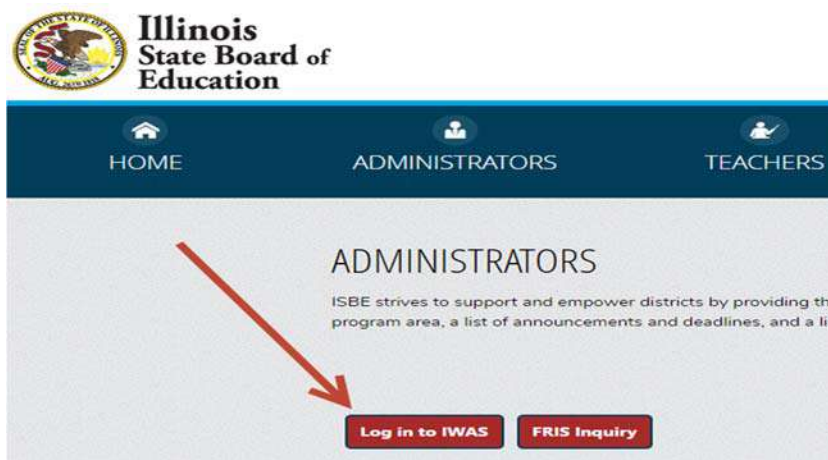 Illinois
State Board of
Education
HOME
ADMINISTRATORS
TEACHERS
ADMINISTRATORS
ISBE strives to support and empower districts by providing th
program area, a list of announcements and deadlines, and a li
Log in to IWAS
FRIS Inquiry